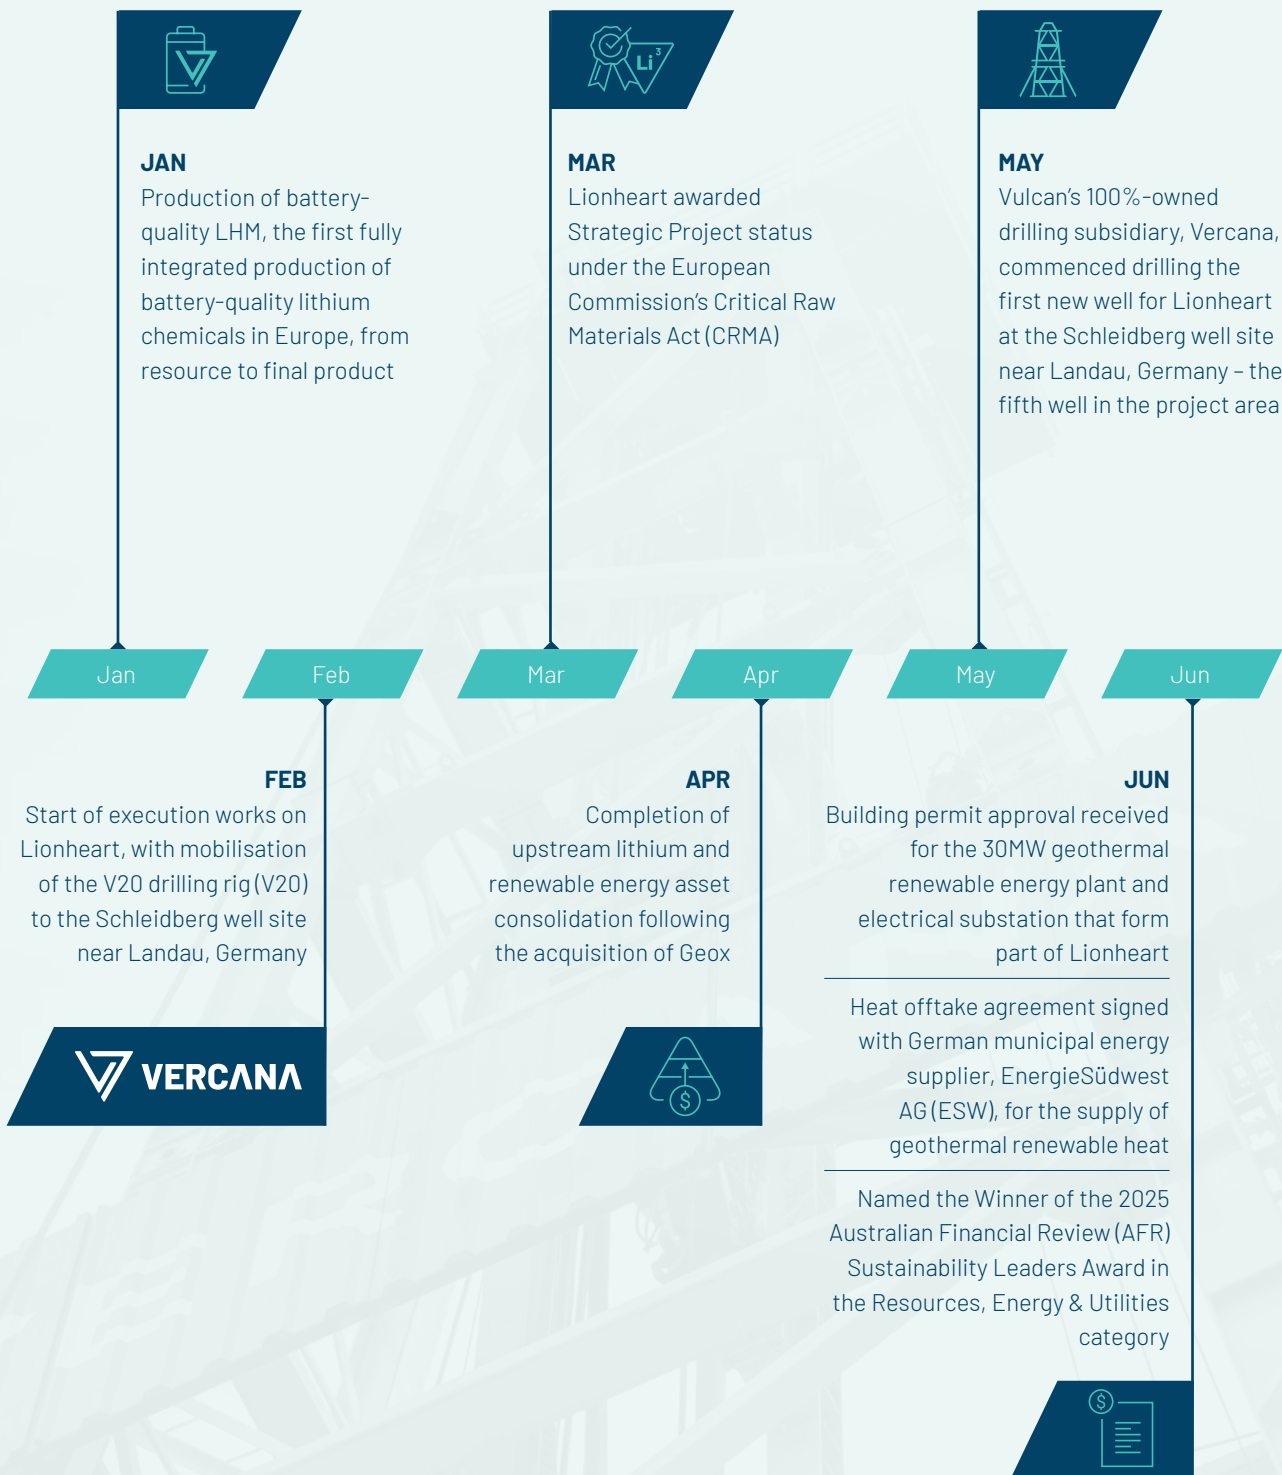 Li³
JAN
Production of battery-
quality LHM, the first fully
integrated production of
battery-quality lithium
chemicals in Europe, from
resource to final product
MAR
Lionheart awarded
Strategic Project status
under the European
Commission’s Critical Raw
Materials Act (CRMA)
MAY
Vulcan’s 100%-owned
drilling subsidiary, Vercana,
commenced drilling the
first new well for Lionheart
at the Schleidberg well site
near Landau, Germany – the
fifth well in the project area
Jan
Feb
Mar
Apr
May
Jun
FEB
Start of execution works on
Lionheart, with mobilisation
of the V20 drilling rig (V20)
to the Schleidberg well site
near Landau, Germany
VERCANA
APR
Completion of
upstream lithium and
renewable energy asset
consolidation following
the acquisition of Geox
$
JUN
Building permit approval received
for the 30MW geothermal
renewable energy plant and
electrical substation that form
part of Lionheart
Heat offtake agreement signed
with German municipal energy
supplier, EnergieSüdwest
AG (ESW), for the supply of
geothermal renewable heat
Named the Winner of the 2025
Australian Financial Review (AFR)
Sustainability Leaders Award in
the Resources, Energy & Utilities
category
$